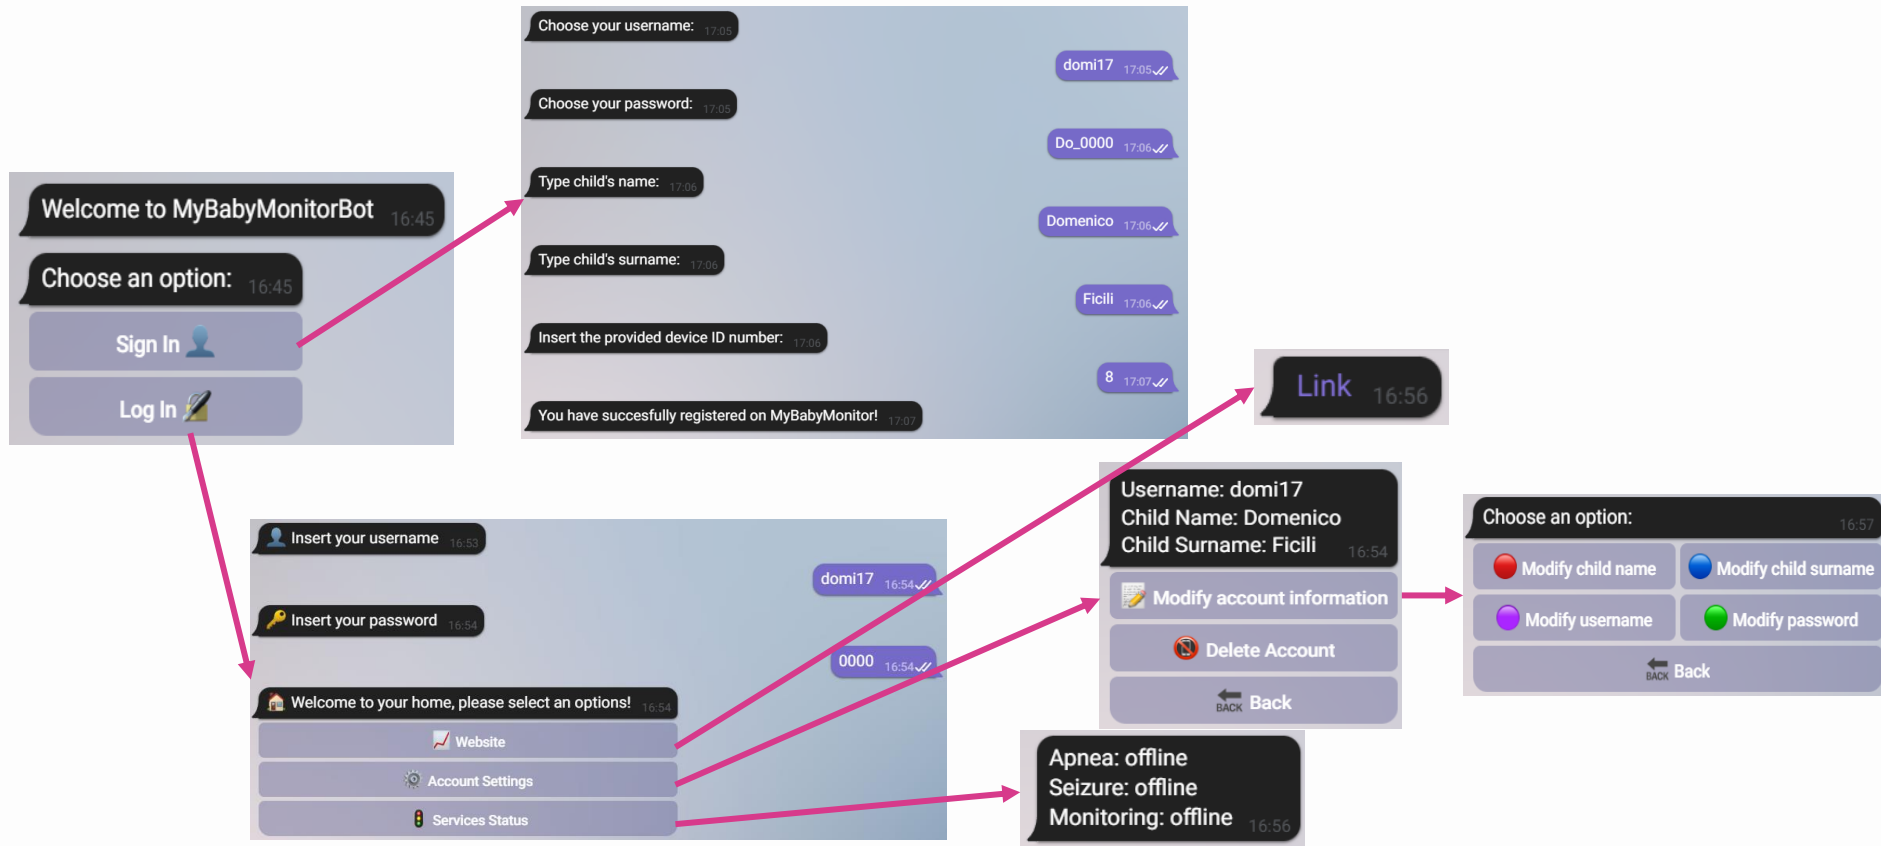 Welcome to MyBabyMonitorBot 16:45
Choose an option: 16:45
Sign In
Log In
Choose your username: 17:05
domi17 17:05
Choose your password: 17:05
Do_0000 17:06
Type child's name: 17:06
Domenico 17:06
Type child's surname: 17:06
Ficili 17:06
Insert the provided device ID number: 17:06
8 17:07
You have succesfully registered on MyBabyMonitor! 17:07
Insert your username 16:53
domi17 16:54
Insert your password 16:54
0000 16:54
Welcome to your home, please select an options! 16:54
Website
Account Settings
Services Status
Link 16:56
Username: domi17
Child Name: Domenico
Child Surname: Ficili 16:54
Modify account information
Delete Account
BACK Back
Choose an option: 16:57
Modify child name
Modify child surname
Modify username
Modify password
BACK Back
Apnea: offline
Seizure: offline
Monitoring: offline 16:56